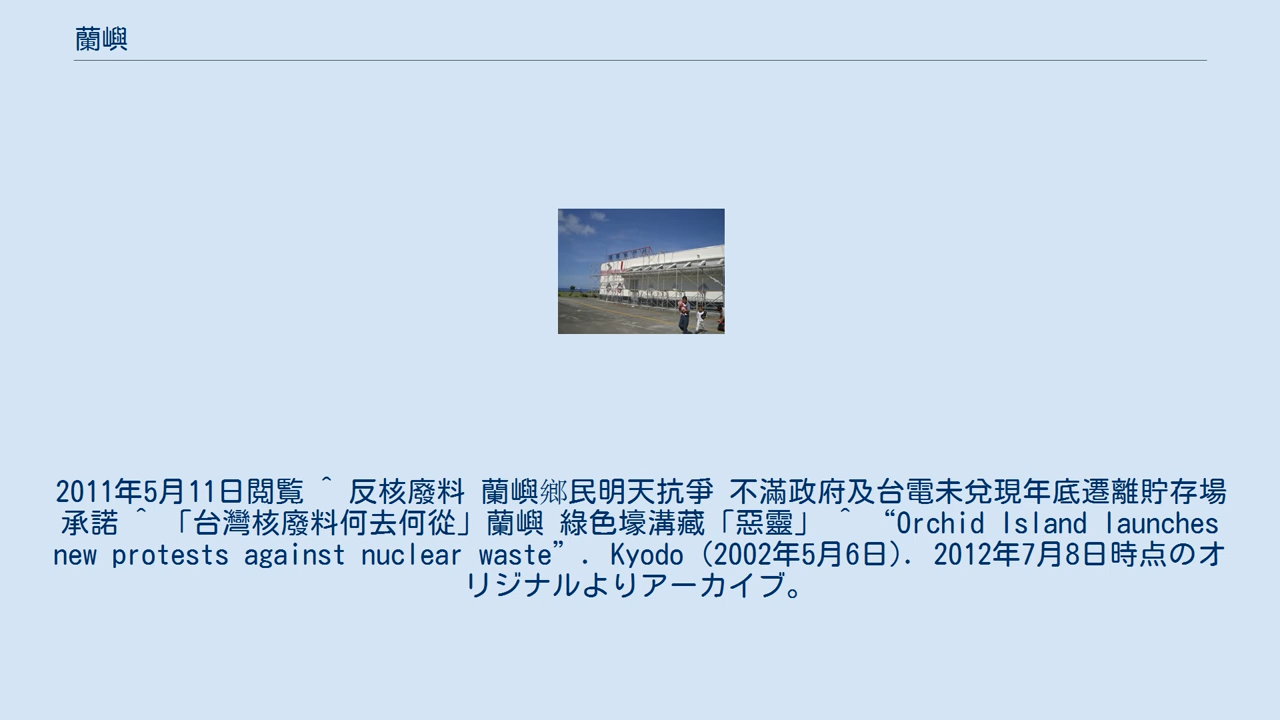 蘭嶼
2011年5月11日閲覧 ^ 反核廢料 蘭嶼鄉民明天抗爭 不滿政府及台電未兌現年底遷離貯存場
承諾 ^ 「台灣核廢料何去何從」蘭嶼 綠色壕溝藏「惡靈」 ^ “Orchid Island launches
new protests against nuclear waste”. Kyodo (2002年5月6日). 2012年7月8日時点のオ
リジナルよりアーカイブ。